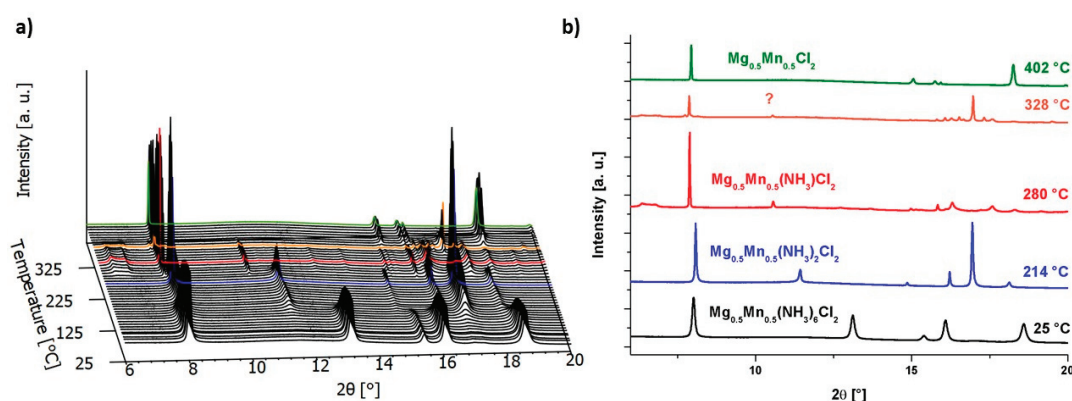 a)
Intensity [a. u.]
Temperature [°C]
325
225
125
25
6
8
10
12
14
16
18
20
2θ [°]
b)
Intensity [a. u.]
Mg0.5Mn0.5Cl2
402 °C
?
328 °C
Mg0.5Mn0.5(NH3)Cl2
280 °C
Mg0.5Mn0.5(NH3)2Cl2
214 °C
Mg0.5Mn0.5(NH3)6Cl2
25 °C
10
15
20
2θ [°]